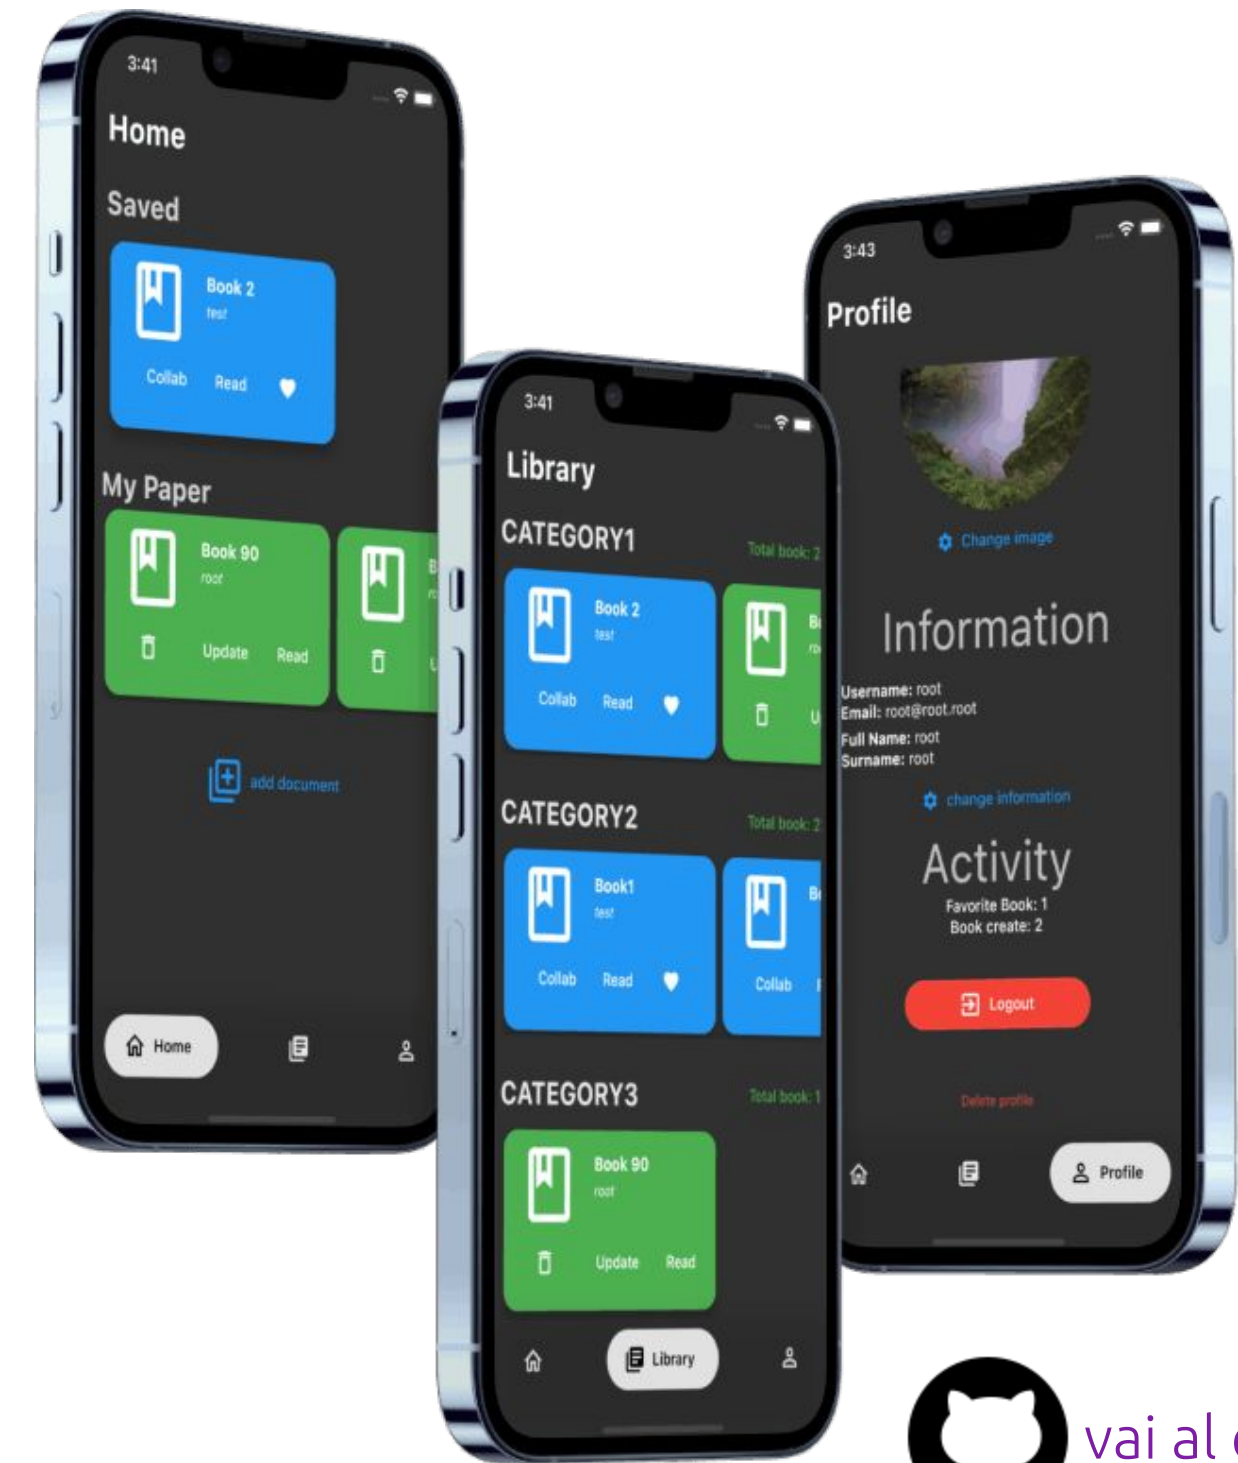 3:41
Home
Saved
Book 2
test
Collab Read
My Paper
Book 90
root
Update Read
add document
Home
3:41
Library
CATEGORY1
Total book: 2
Book 2
test
Collab Read
CATEGORY2
Total book: 2
Book1
test
Collab Read
Collab
CATEGORY3
Total book: 1
Book 90
root
Update Read
Library
3:43
Profile
Change image
Information
Username: root
Email: root@root.root
Full Name: root
Surname: root
change information
Activity
Favorite Book: 1
Book create: 2
Logout
Delete profile
Profile
vai al